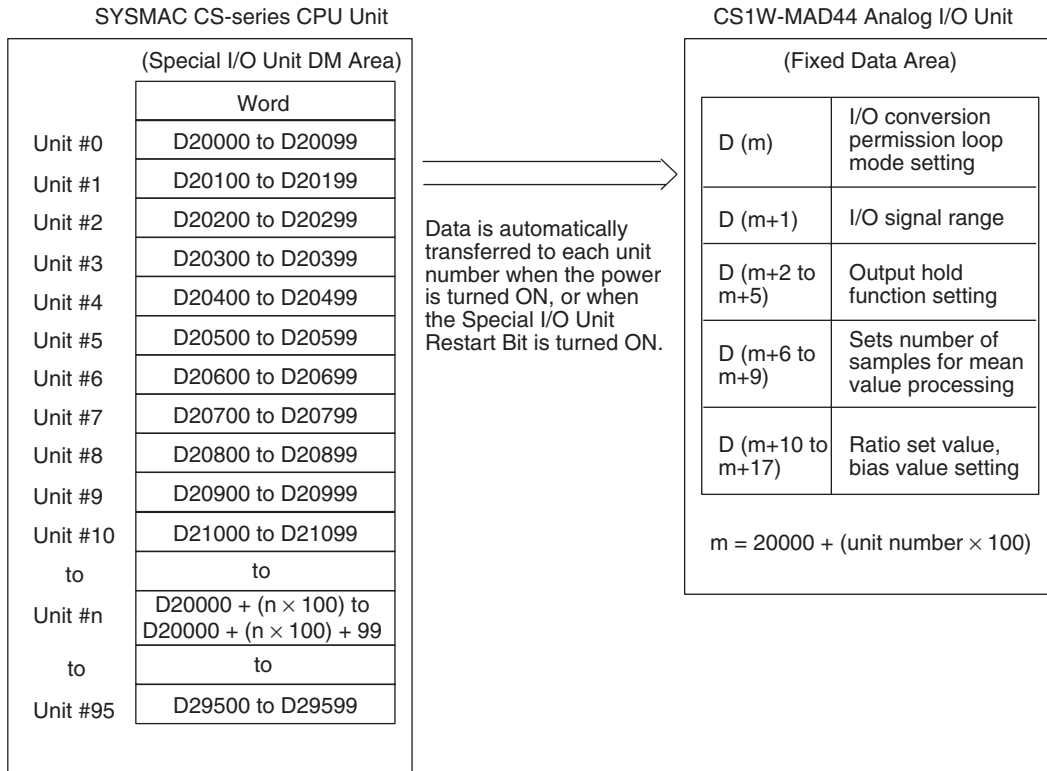 SYSMAC CS-series CPU Unit
(Special I/O Unit DM Area)
Word
Unit #0 D20000 to D20099
Unit #1 D20100 to D20199
Unit #2 D20200 to D20299
Unit #3 D20300 to D20399
Unit #4 D20400 to D20499
Unit #5 D20500 to D20599
Unit #6 D20600 to D20699
Unit #7 D20700 to D20799
Unit #8 D20800 to D20899
Unit #9 D20900 to D20999
Unit #10 D21000 to D21099
to to
Unit #n D20000 + (n × 100) to
D20000 + (n × 100) + 99
to to
Unit #95 D29500 to D29599
Data is automatically
transferred to each unit
number when the power
is turned ON, or when
the Special I/O Unit
Restart Bit is turned ON.
CS1W-MAD44 Analog I/O Unit
(Fixed Data Area)
D (m) I/O conversion
permission loop
mode setting
D (m+1) I/O signal range
D (m+2 to Output hold
m+5) function setting
D (m+6 to Sets number of
m+9) samples for mean
value processing
D (m+10 to Ratio set value,
m+17) bias value setting
m = 20000 + (unit number × 100)